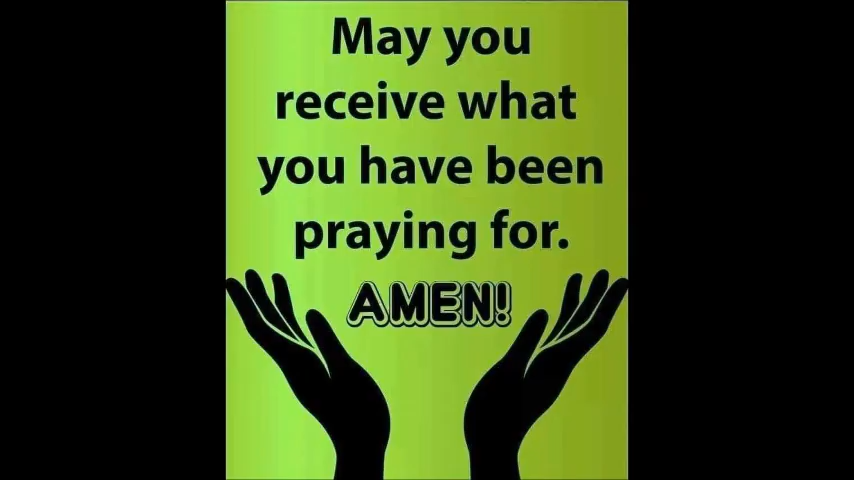 May you
receive what
you have been
praying for.
AMEN!